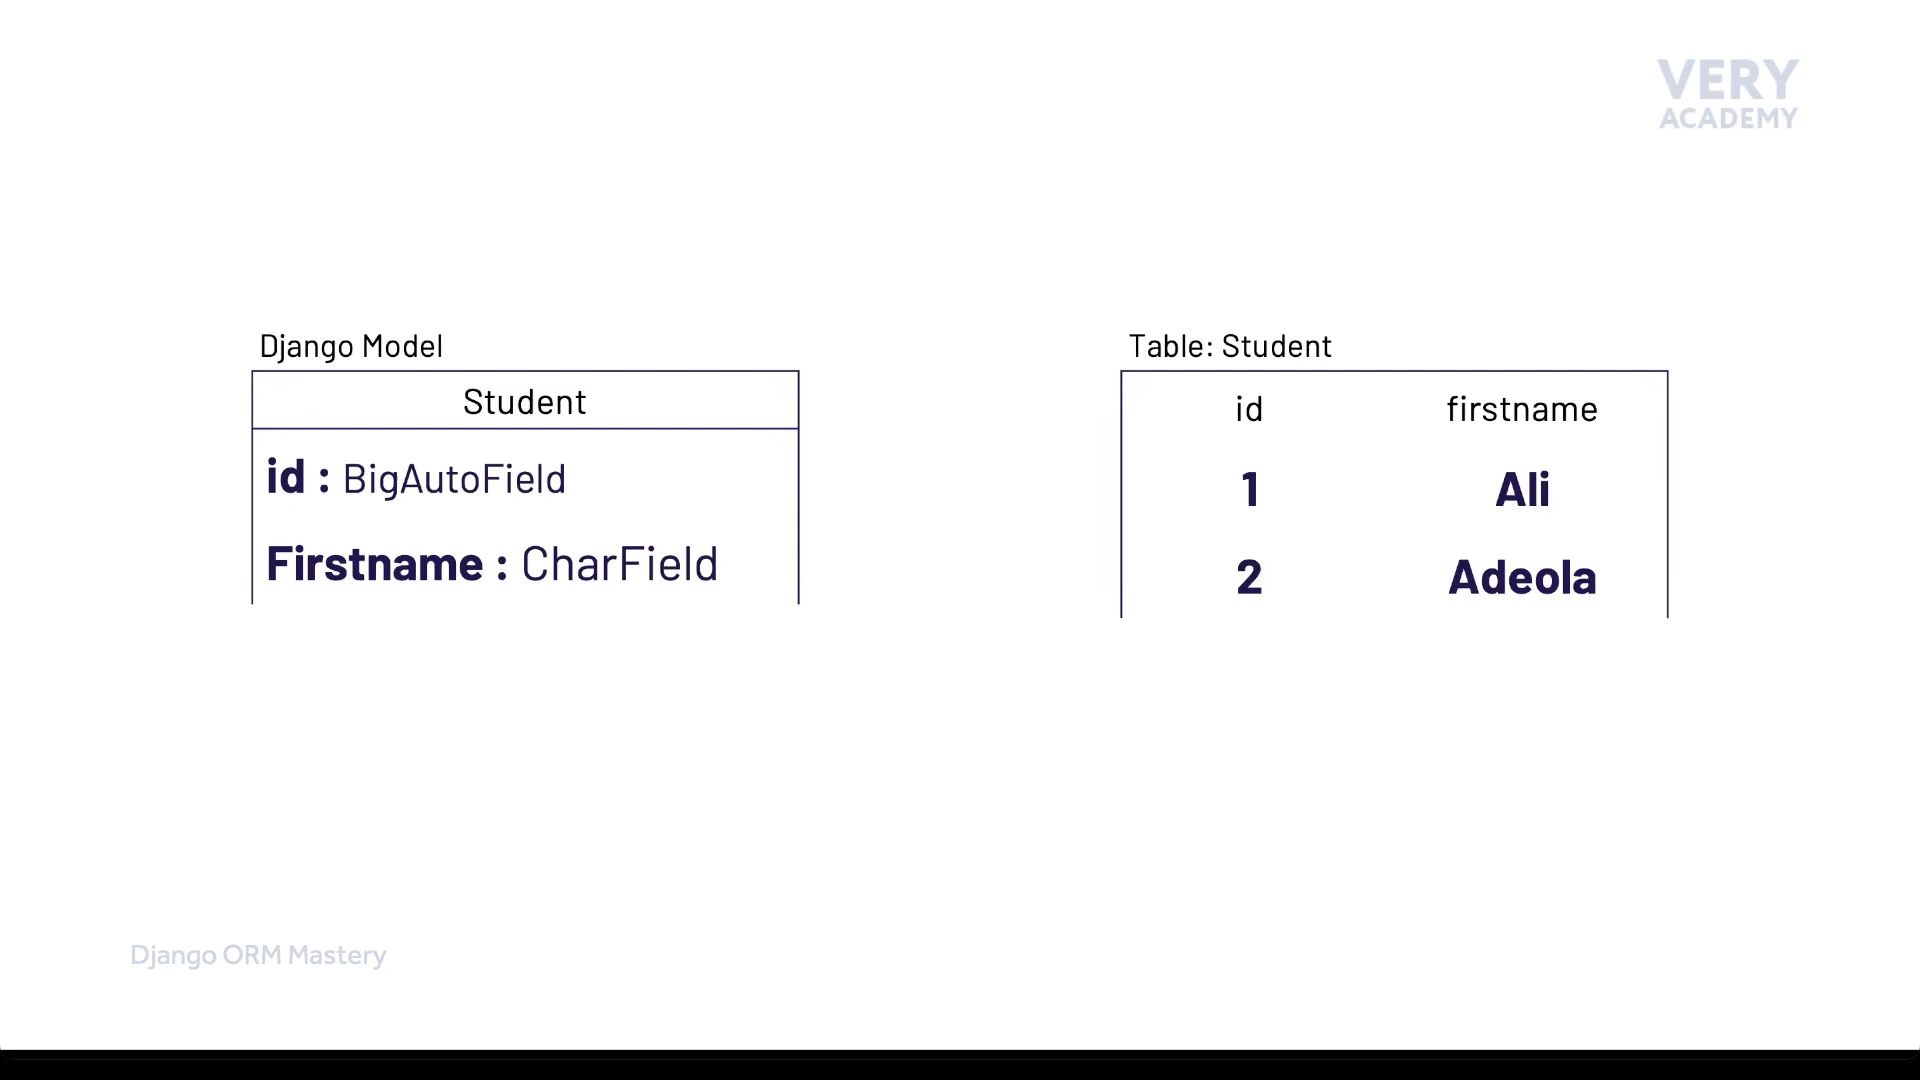 VERY
ACADEMY
Django Model
Student
id : BigAutoField
Firstname : CharField
Table: Student
id firstname
1 Ali
2 Adeola
Django ORM Mastery